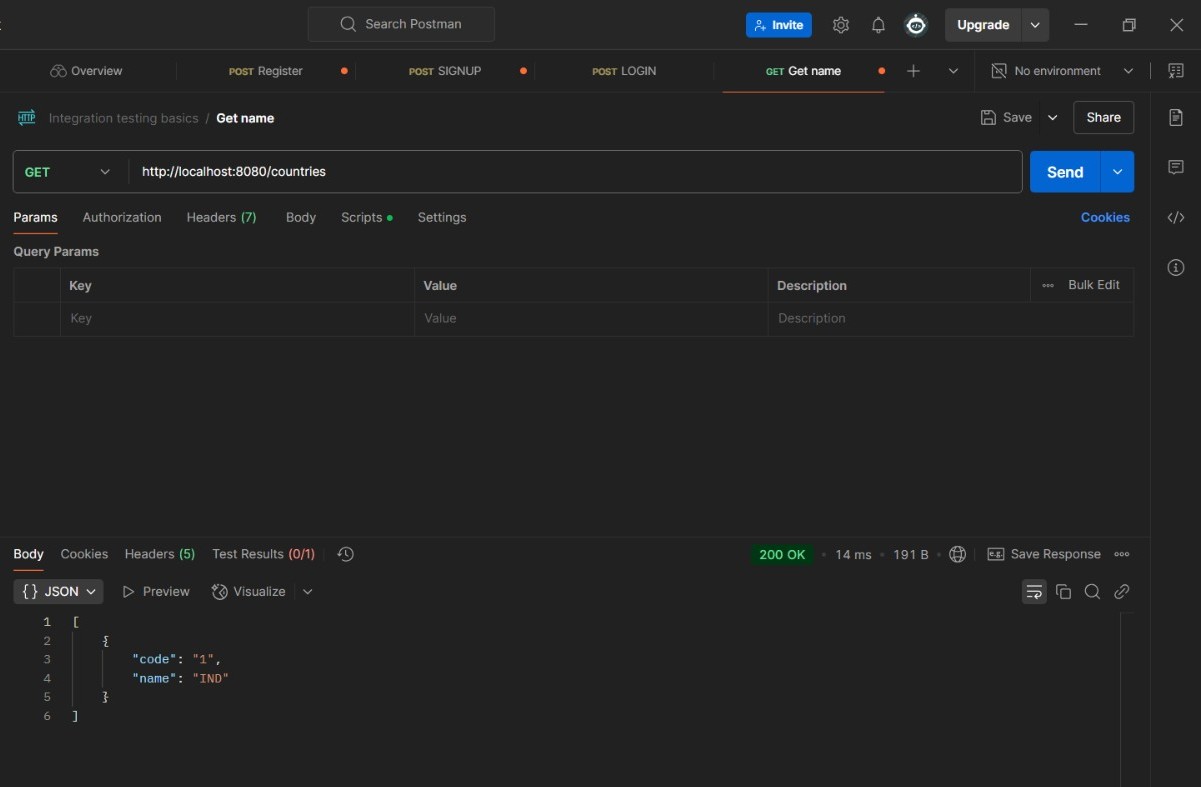 Search Postman
Invite
Upgrade
Overview
POST Register
POST SIGNUP
POST LOGIN
GET Get name
No environment
HTTP
Integration testing basics / Get name
Save
Share
GET
http://localhost:8080/countries
Send
Params
Authorization
Headers (7)
Body
Scripts
Settings
Cookies
Query Params
Key
Value
Description
Bulk Edit
Key
Value
Description
Body
Cookies
Headers (5)
Test Results (0/1)
200 OK
14 ms
191 B
e.g.
Save Response
{} JSON
Preview
Visualize
1 [
2 {
3 "code": "1",
4 "name": "IND"
5 }
6 ]